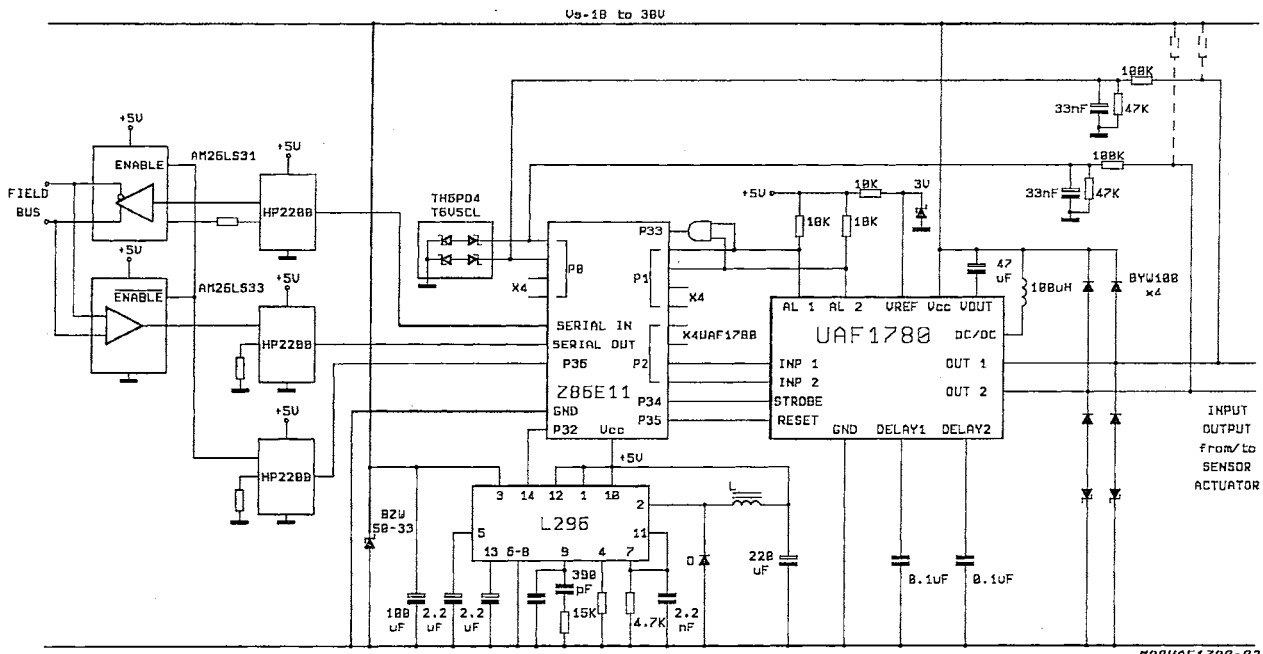 Vs-18 to 30V
100K
33nF
47K
+5V
ENABLE
AM26LS31
+5V
100K
33nF
47K
FIELD
BUS
HP2200
TH6PD4
T6V5CL
+5V
10K
3V
10K
10K
P33
P0
P1
X4
X4
+5V
ENABLE
AM26LS33
+5V
47
uF
100uH
BYW100
x4
AL 1
AL 2
VREF
Vcc
VOUT
DC/DC
UAF1780
SERIAL IN
SERIAL OUT
X4UAF1780
HP2200
P36
P2
INP 1
INP 2
OUT 1
OUT 2
Z86E11
P34
P35
STROBE
RESET
GND
P32
Vcc
GND
DELAY1
DELAY2
INPUT
OUTPUT
from/to
SENSOR
ACTUATOR
+5V
HP2200
+5V
BZW
50-33
3
14
12
1
10
2
L
L296
5
11
13
6-8
9
4
7
D
220
uF
390
pF
15K
4.7K
2.2
nF
100
uF
2.2
uF
2.2
uF
0.1uF
0.1uF